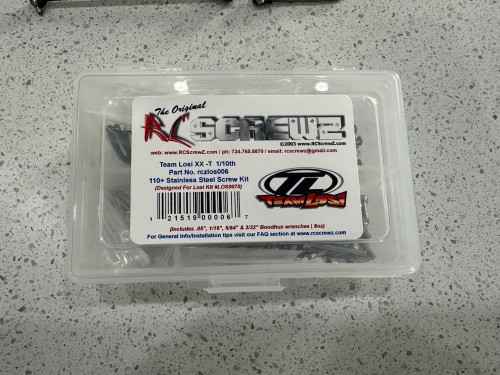 The Original
RC SCREWZ
©2003 www.RCScrewZ.com
web: www.RCScrewZ.com / ph: 734.765.5870 / email: rcscrewz@gmail.com
Team Losi XX -T 1/10th
Part No. rczlos006
110+ Stainless Steel Screw Kit
(Designed For Losi Kit #LOS0070)
1 21519 00006 7
TL
TEAM LOSI
(includes .05", 1/16", 5/64" & 3/32" Bondhus wrenches | 8oz)
For General Info/Installation tips visit our FAQ section at www.rcscrewz.com